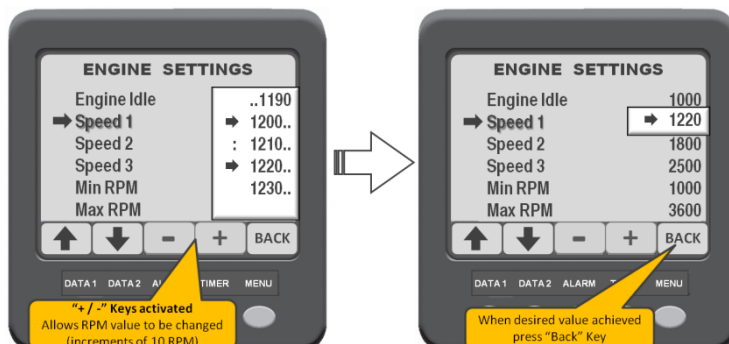 ENGINE SETTINGS
Engine Idle ..1190
Speed 1 1200..
Speed 2 : 1210..
Speed 3 1220..
Min RPM 1230..
Max RPM
- + BACK
DATA 1 DATA 2 TIMER MENU
"+ / -" Keys activated
Allows RPM value to be changed
(increments of 10 RPM)
ENGINE SETTINGS
Engine Idle 1000
Speed 1 1220
Speed 2 1800
Speed 3 2500
Min RPM 1000
Max RPM 3600
- + BACK
DATA 1 DATA 2 ALARM MENU
When desired value achieved
press "Back" Key